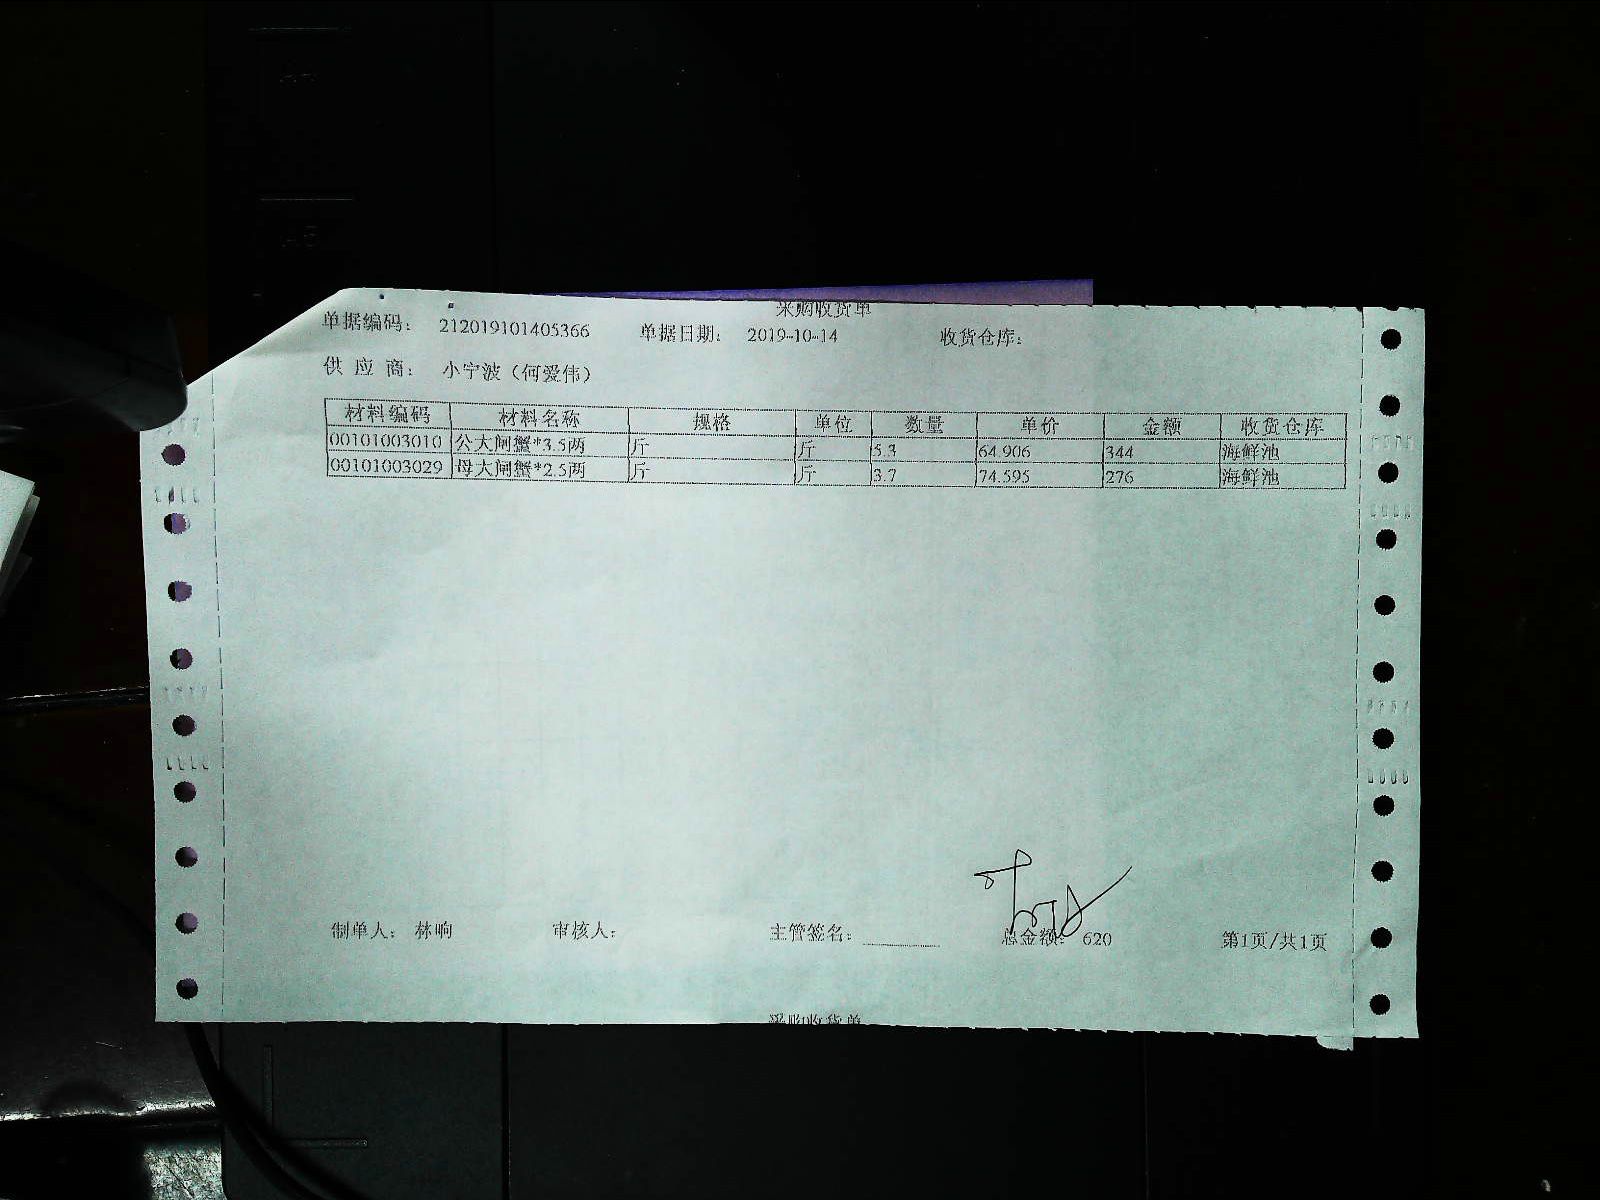 采购收货单
单据编码: 212019101405366 单据日期: 2019-10-14 收货仓库:
供 应 商: 小宁波(何爱伟)
材料编码 材料名称 规格 单位 数量 单价 金额 收货仓库
00101003010 公大闸蟹*3.5两 斤 斤 5.3 64.906 344 海鲜池
00101003029 母大闸蟹*2.5两 斤 斤 3.7 74.595 276 海鲜池
制单人: 林响 审核人: 主管签名: 总金额: 620 第1页/共1页
采购收货单